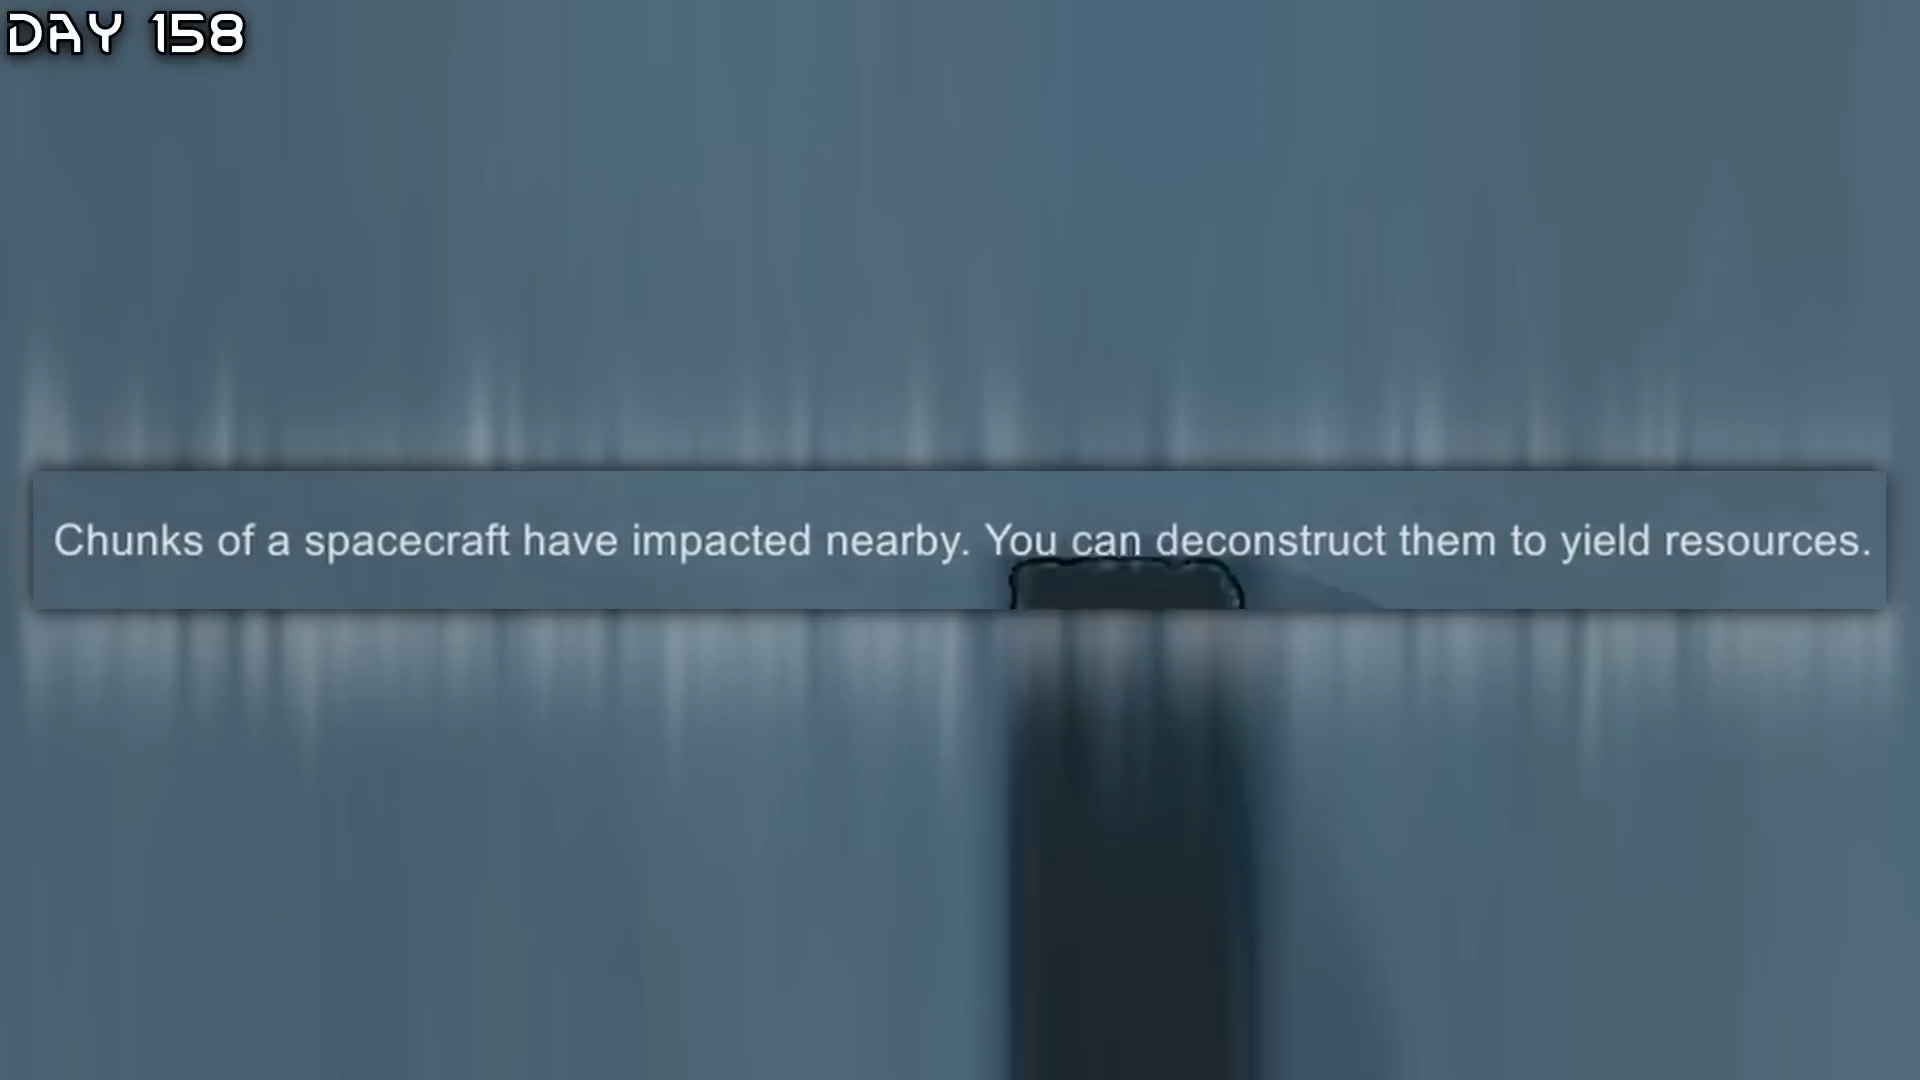 DAY 158
Chunks of a spacecraft have impacted nearby. You can deconstruct them to yield resources.